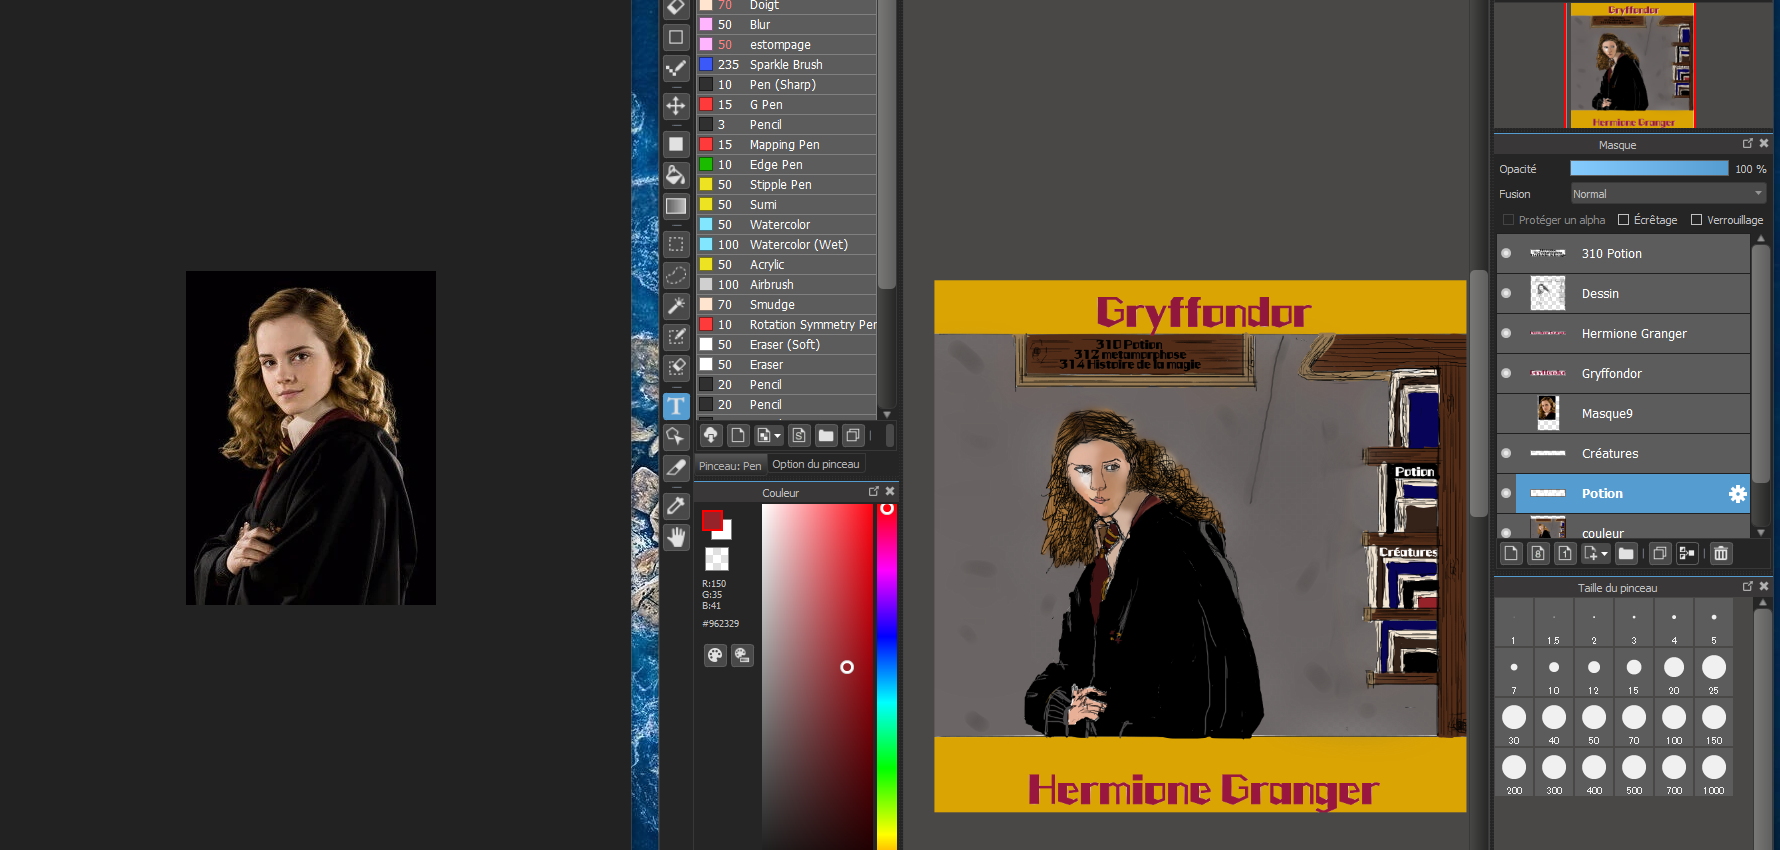 70 Doigt
50 Blur
50 estompage
235 Sparkle Brush
10 Pen (Sharp)
15 G Pen
3 Pencil
15 Mapping Pen
10 Edge Pen
50 Stipple Pen
50 Sumi
50 Watercolor
100 Watercolor (Wet)
50 Acrylic
100 Airbrush
70 Smudge
10 Rotation Symmetry Per
50 Eraser (Soft)
50 Eraser
20 Pencil
20 Pencil
Pinceau: Pen Option du pinceau
Couleur
R:150
G:35
B:41
#962329
Gryffondor
310 Potion
312 metamorphose
314 Histoire de la magie
Potion
Créatures
Hermione Granger
Gryffondor
Hermione Granger
Masque
Opacité 100 %
Fusion Normal
Protéger un alpha Écrêtage Verrouillage
310 Potion
Dessin
Hermione Granger
Gryffondor
Masque9
Créatures
Potion
couleur
Taille du pinceau
1 1.5 2 3 4 5
7 10 12 15 20 25
30 40 50 70 100 150
200 300 400 500 700 1000